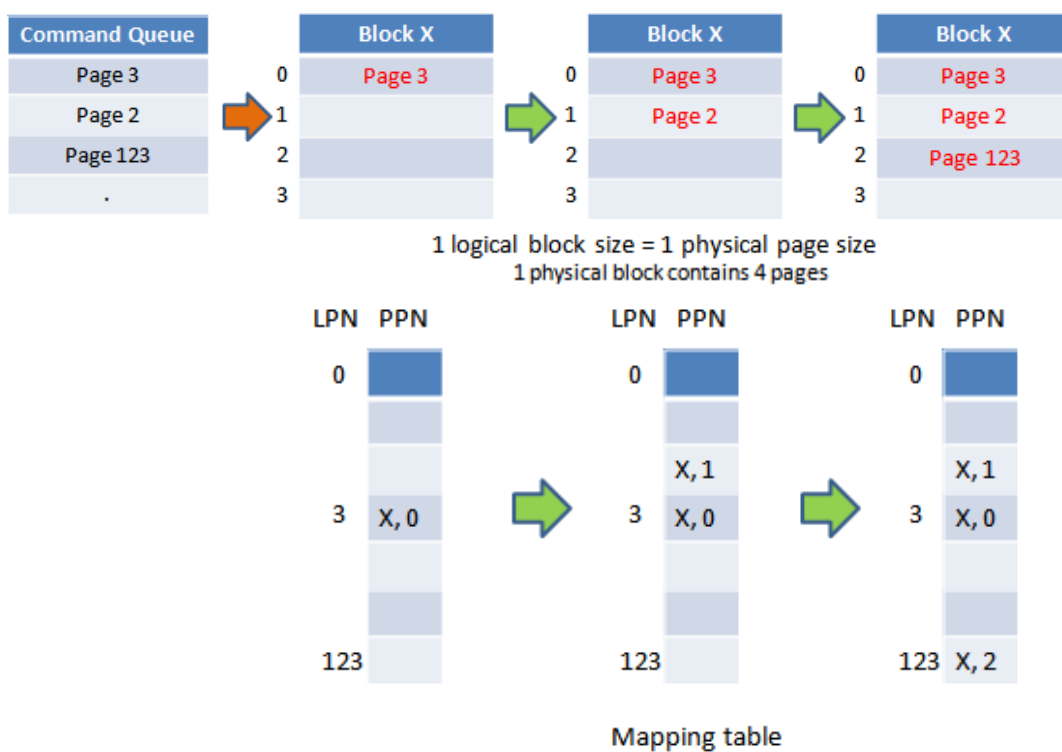 Command Queue
Page 3
Page 2
Page 123
.
Block X
0 Page 3
1
2
3
Block X
0 Page 3
1 Page 2
2
3
Block X
0 Page 3
1 Page 2
2 Page 123
3
1 logical block size = 1 physical page size
1 physical block contains 4 pages
LPN PPN
0
3 X, 0
123
LPN PPN
0
X, 1
3 X, 0
123
LPN PPN
0
X, 1
3 X, 0
123 X, 2
Mapping table